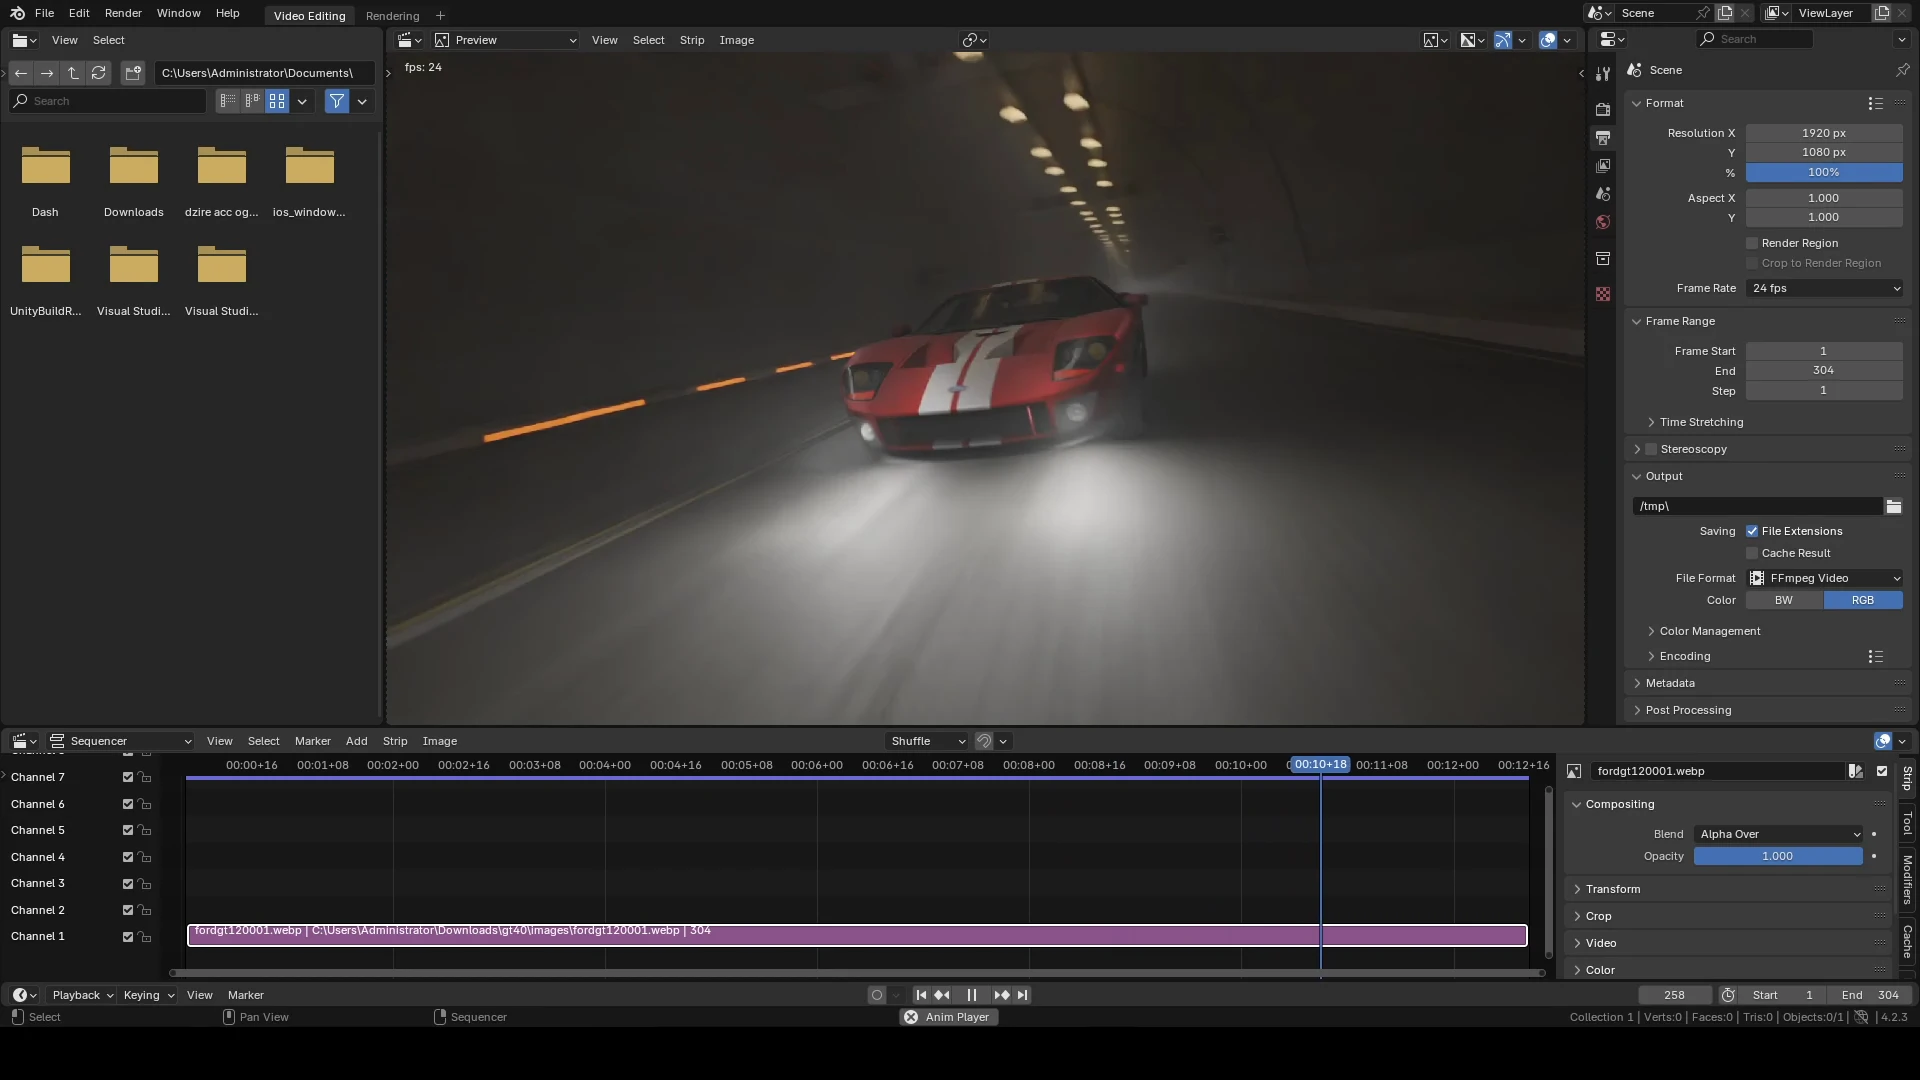 File Edit Render Window Help Video Editing Rendering + Scene ViewLayer
View Select
C:\Users\Administrator\Documents\
Search
Dash Downloads dzire acc og... ios_window...
UnityBuildR... Visual Studi... Visual Studi...
Preview View Select Strip Image
fps: 24
Search
Scene
Format
Resolution X 1920 px
Y 1080 px
% 100%
Aspect X 1.000
Y 1.000
Render Region
Crop to Render Region
Frame Rate 24 fps
Frame Range
Frame Start 1
End 304
Step 1
Time Stretching
Stereoscopy
Output
/tmp\
Saving File Extensions
Cache Result
File Format FFmpeg Video
Color BW RGB
Color Management
Encoding
Metadata
Post Processing
Sequencer View Select Marker Add Strip Image Shuffle
00:00+16 00:01+08 00:02+00 00:02+16 00:03+08 00:04+00 00:04+16 00:05+08 00:06+00 00:06+16 00:07+08 00:08+00 00:08+16 00:09+08 00:10+00 00:10+18 00:11+08 00:12+00 00:12+16
Channel 7
Channel 6
Channel 5
Channel 4
Channel 3
Channel 2
Channel 1
fordgt120001.webp | C:\Users\Administrator\Downloads\gt40\images\fordgt120001.webp | 304
fordgt120001.webp
Compositing
Blend Alpha Over
Opacity 1.000
Transform
Crop
Video
Color
Strip
Tool
Modifiers
Cache
Playback Keying View Marker 258 Start 1 End 304
Select Pan View Sequencer Anim Player Collection 1 | Verts:0 | Faces:0 | Tris:0 | Objects:0/1 | 4.2.3